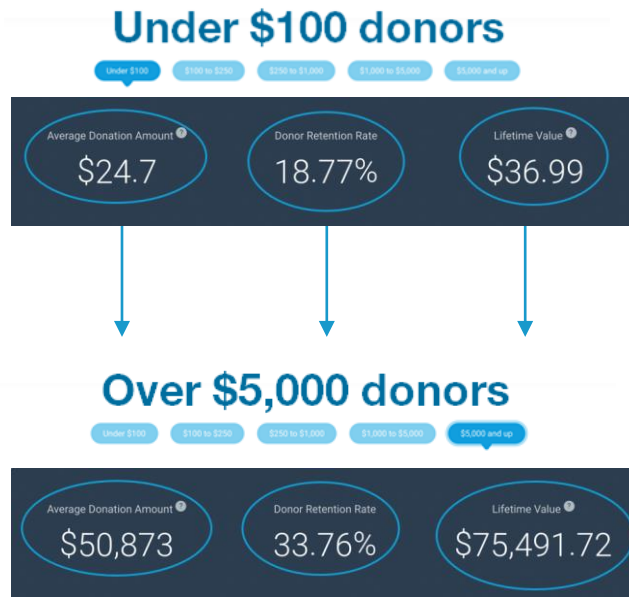 Under $100 donors
Under $100 $100 to $250 $250 to $1,000 $1,000 to $5,000 $5,000 and up
Average Donation Amount ? Donor Retention Rate Lifetime Value ?
$24.7 18.77% $36.99
Over $5,000 donors
Under $100 $100 to $250 $250 to $1,000 $1,000 to $5,000 $5,000 and up
Average Donation Amount ? Donor Retention Rate Lifetime Value ?
$50,873 33.76% $75,491.72